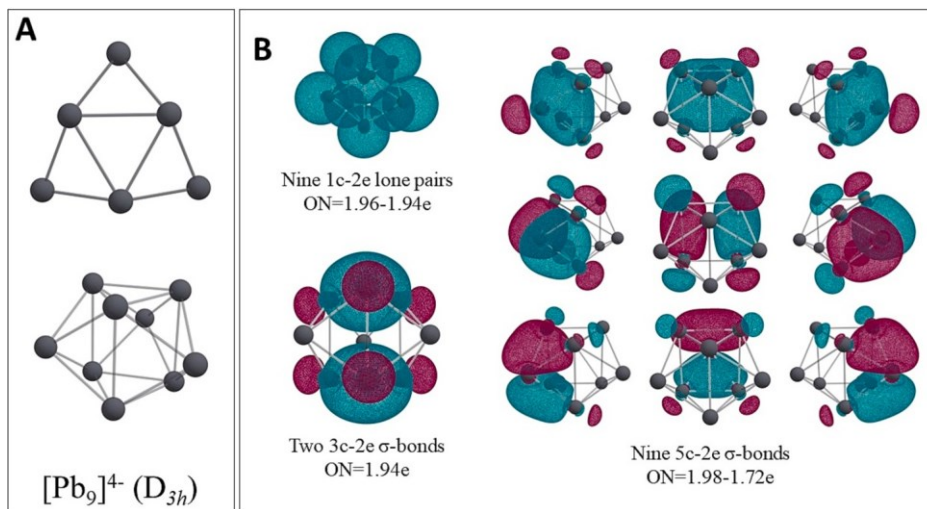 A
[Pb₉]⁴⁻ (D₃ₕ)
B
Nine 1c-2e lone pairs
ON=1.96-1.94e
Two 3c-2e σ-bonds
ON=1.94e
Nine 5c-2e σ-bonds
ON=1.98-1.72e